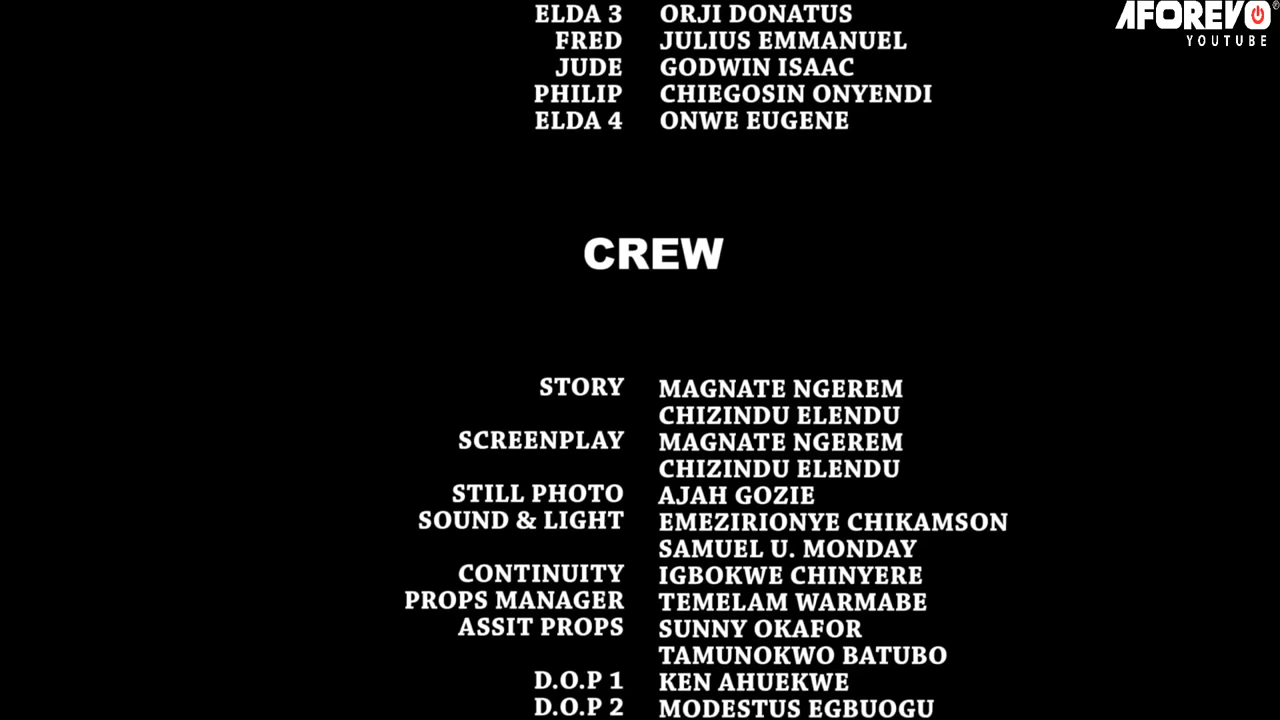 AFOREVO®
YOUTUBE
ELDA 3 ORJI DONATUS
FRED JULIUS EMMANUEL
JUDE GODWIN ISAAC
PHILIP CHIEGOSIN ONYENDI
ELDA 4 ONWE EUGENE
CREW
STORY MAGNATE NGEREM
CHIZINDU ELENDU
SCREENPLAY MAGNATE NGEREM
CHIZINDU ELENDU
STILL PHOTO AJAH GOZIE
SOUND & LIGHT EMEZIRIONYE CHIKAMSON
SAMUEL U. MONDAY
CONTINUITY IGBOKWE CHINYERE
PROPS MANAGER TEMELAM WARMABE
ASSIT PROPS SUNNY OKAFOR
TAMUNOKWO BATUBO
D.O.P 1 KEN AHUEKWE
D.O.P 2 MODESTUS EGBUOGU